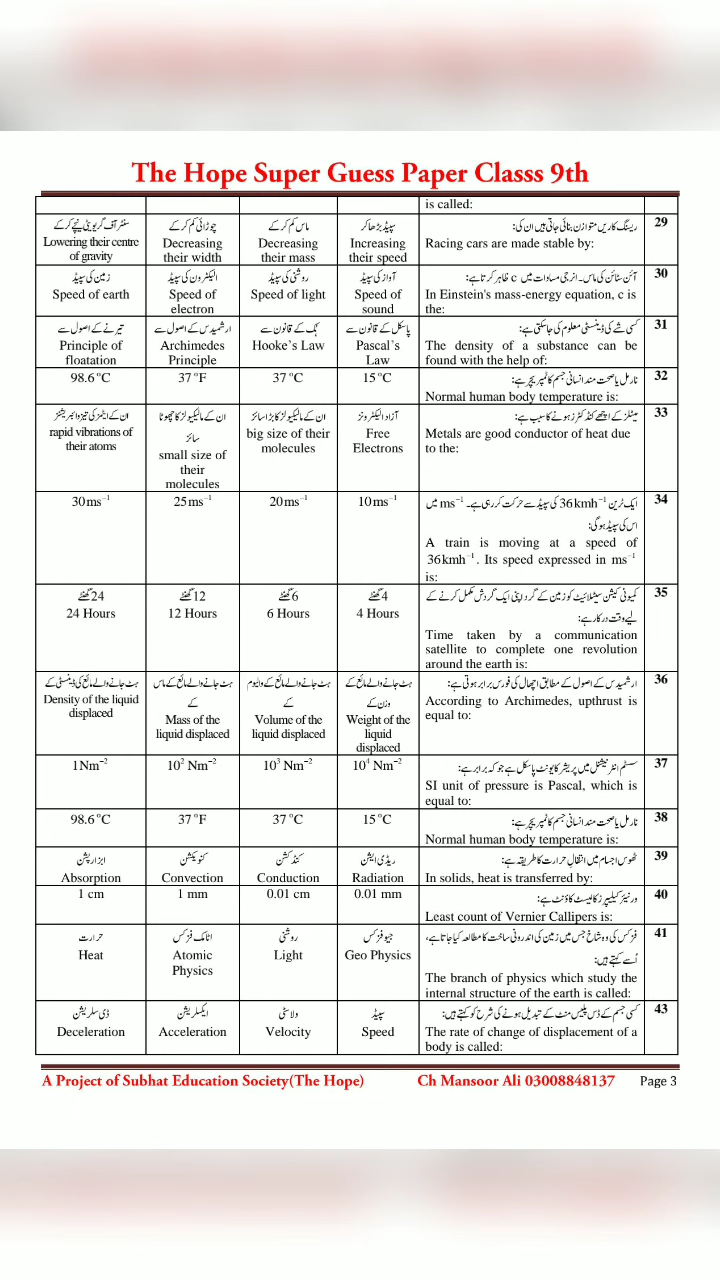 The Hope Super Guess Paper Classs 9th
is called:
29
ریسنگ کاریں متوازن بنائی جاتی ہیں ان کی:
Racing cars are made stable by:
سپیڈ بڑھا کر
Increasing
their speed
ماس کم کر کے
Decreasing
their mass
چوڑائی کم کر کے
Decreasing
their width
سنٹر آف گریویٹی نیچے کر کے
Lowering their centre
of gravity
30
آئن سٹائن کی ماس۔انرجی مساوات میں c ظاہر کرتا ہے:
In Einstein's mass-energy equation, c is
the:
آواز کی سپیڈ
Speed of
sound
روشنی کی سپیڈ
Speed of light
الیکٹرون کی سپیڈ
Speed of
electron
زمین کی سپیڈ
Speed of earth
31
کسی شے کی ڈینسٹی معلوم کی جا سکتی ہے:
The density of a substance can be
found with the help of:
پاسکل کے قانون سے
Pascal's
Law
ہک کے قانون سے
Hooke's Law
ارشمیدس کے اصول سے
Archimedes
Principle
تیرنے کے اصول سے
Principle of
floatation
32
نارمل یا صحت مند انسانی جسم کا ٹمپریچر ہے:
Normal human body temperature is:
15 °C
37 °C
37 °F
98.6 °C
33
میٹلز کے اچھے کنڈکٹرز ہونے کا سبب ہے:
Metals are good conductor of heat due
to the:
آزاد الیکٹرونز
Free
Electrons
ان کے مالیکیولز کا بڑا سائز
big size of their
molecules
ان کے مالیکیولز کا چھوٹا
سائز
small size of
their
molecules
ان کے ایٹمز کی تیز وائبریشنز
rapid vibrations of
their atoms
34
ایک ٹرین 36kmh⁻¹ کی سپیڈ سے حرکت کر رہی ہے۔ ms⁻¹ میں
اس کی سپیڈ ہوگی:
A train is moving at a speed of
36kmh⁻¹. Its speed expressed in ms⁻¹
is:
10ms⁻¹
20ms⁻¹
25ms⁻¹
30ms⁻¹
35
کمیونی کیشن سیٹلائیٹ کو زمین کے گرد اپنی ایک گردش مکمل کرنے کے
لیے وقت درکار ہے:
Time taken by a communication
satellite to complete one revolution
around the earth is:
4 گھنٹے
4 Hours
6 گھنٹے
6 Hours
12 گھنٹے
12 Hours
24 گھنٹے
24 Hours
36
ارشمیدس کے اصول کے مطابق اچھال کی فورس برابر ہوتی ہے:
According to Archimedes, upthrust is
equal to:
ہٹ جانے والے مائع کے
وزن کے
Weight of the
liquid
displaced
ہٹ جانے والے مائع کے والیوم
کے
Volume of the
liquid displaced
ہٹ جانے والے مائع کے ماس
کے
Mass of the
liquid displaced
ہٹ جانے والے مائع کی ڈینسٹی کے
Density of the liquid
displaced
37
سسٹم انٹرنیشنل میں پریشر کا یونٹ پاسکل ہے جو کہ برابر ہے:
SI unit of pressure is Pascal, which is
equal to:
10⁴ Nm⁻²
10³ Nm⁻²
10² Nm⁻²
1Nm⁻²
38
نارمل یا صحت مند انسانی جسم کا ٹمپریچر ہے:
Normal human body temperature is:
15 °C
37 °C
37 °F
98.6 °C
39
ٹھوس اجسام میں انتقال حرارت کا طریقہ ہے:
In solids, heat is transferred by:
ریڈی ایشن
Radiation
کنڈکشن
Conduction
کنویکشن
Convection
ابزارپشن
Absorption
40
ورنیئر کیلیپرز کا لیسٹ کاؤنٹ ہے:
Least count of Vernier Callipers is:
0.01 mm
0.01 cm
1 mm
1 cm
41
فزکس کی وہ شاخ جس میں زمین کی اندرونی ساخت کا مطالعہ کیا جاتا ہے،
اُسے کہتے ہیں:
The branch of physics which study the
internal structure of the earth is called:
جیوفزکس
Geo Physics
روشنی
Light
اٹامک فزکس
Atomic
Physics
حرارت
Heat
43
کسی جسم کے ڈس پلیس منٹ کے تبدیل ہونے کی شرح کو کہتے ہیں:
The rate of change of displacement of a
body is called:
سپیڈ
Speed
ولاسٹی
Velocity
ایکسلریشن
Acceleration
ڈی سلریشن
Deceleration
A Project of Subhat Education Society(The Hope)
Ch Mansoor Ali 03008848137
Page 3